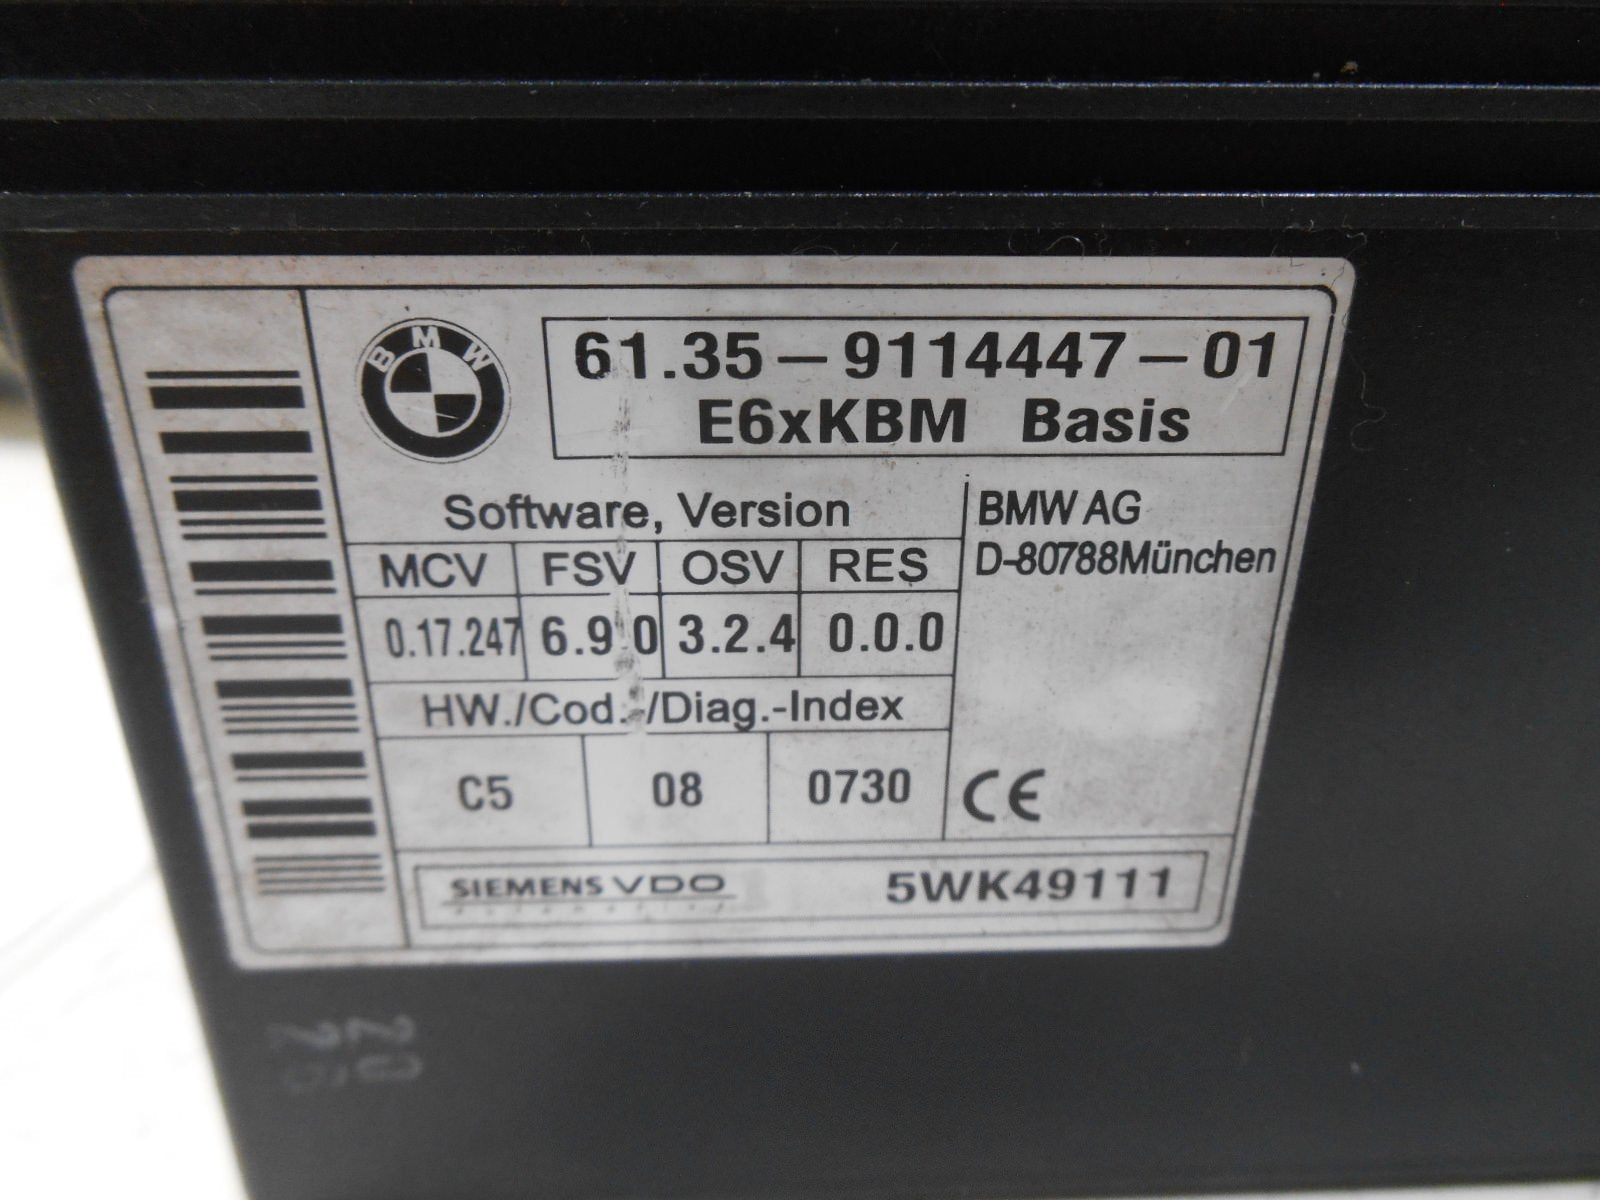 BMW
61.35-9114447-01
E6xKBM Basis
Software, Version
MCV FSV OSV RES
0.17.247 6.9.0 3.2.4 0.0.0
HW./Cod.-/Diag.-Index
C5 08 0730
BMW AG
D-80788München
CE
SIEMENS VDO
automotive
5WK49111